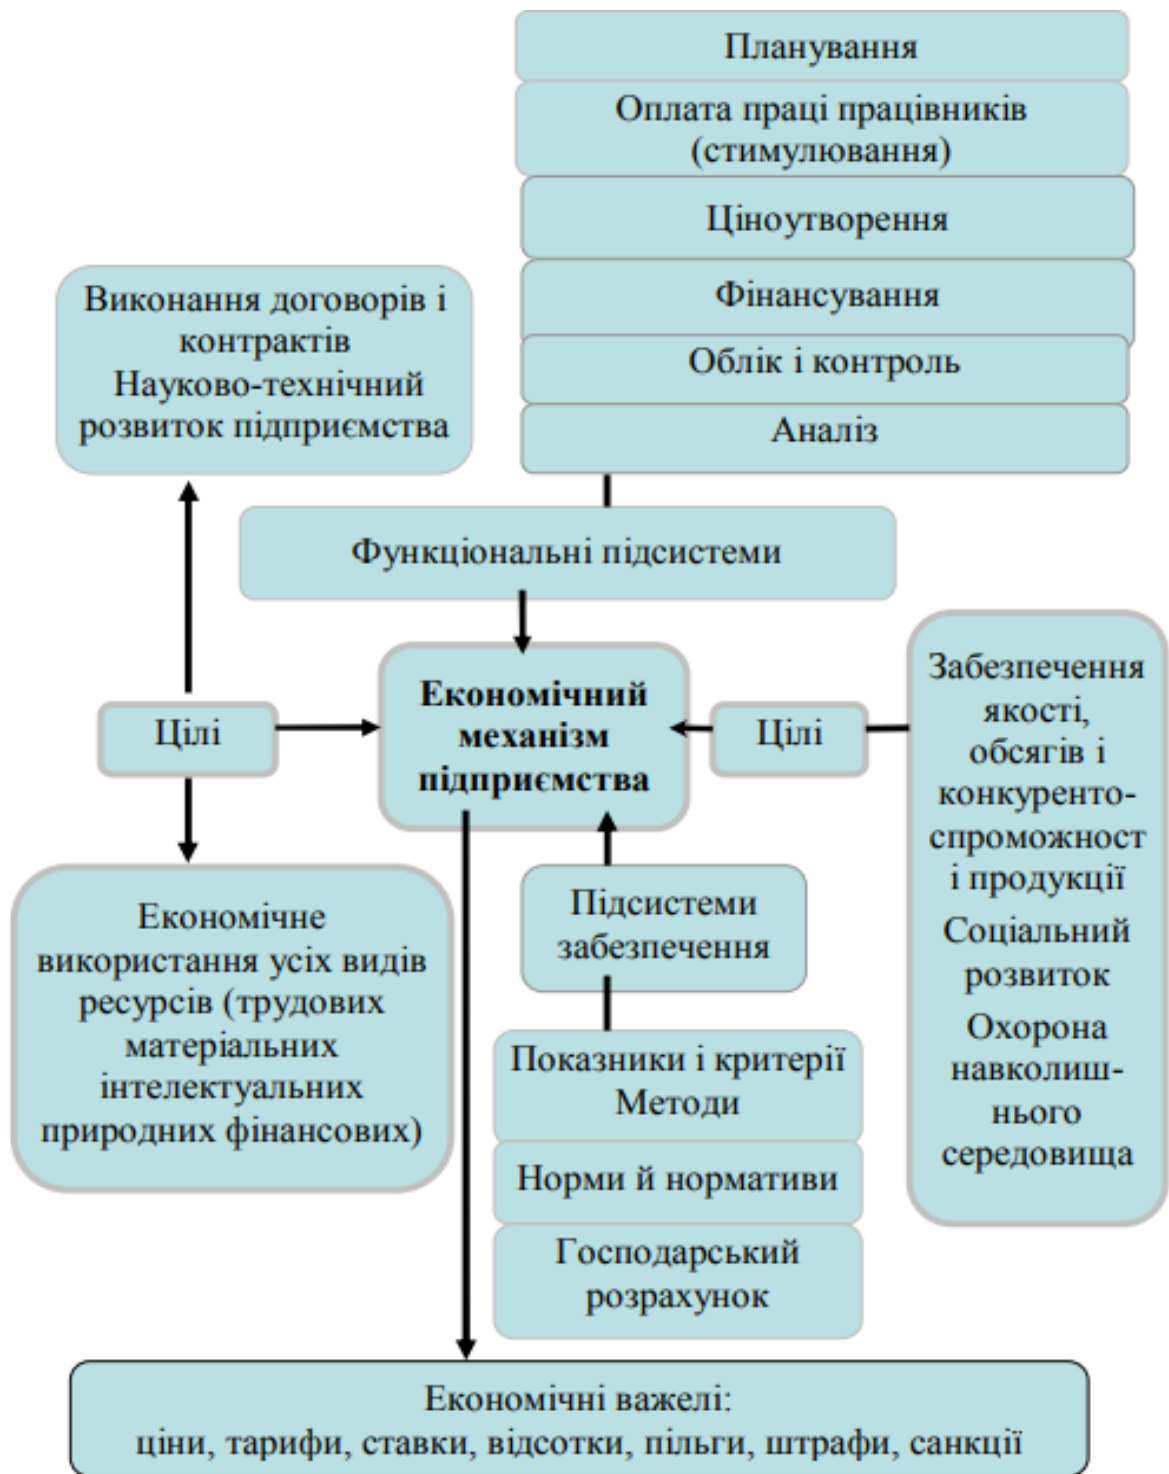 Планування
Оплата праці працівників
(стимулювання)
Ціноутворення
Фінансування
Облік і контроль
Аналіз
Виконання договорів і
контрактів
Науково-технічний
розвиток підприємства
Функціональні підсистеми
Цілі
Економічний
механізм
підприємства
Цілі
Забезпечення
якості,
обсягів і
конкуренто-
спроможност
і продукції
Соціальний
розвиток
Охорона
навколиш-
нього
середовища
Економічне
використання усіх видів
ресурсів (трудових
матеріальних
інтелектуальних
природних фінансових)
Підсистеми
забезпечення
Показники і критерії
Методи
Норми й нормативи
Господарський
розрахунок
Економічні важелі:
ціни, тарифи, ставки, відсотки, пільги, штрафи, санкції